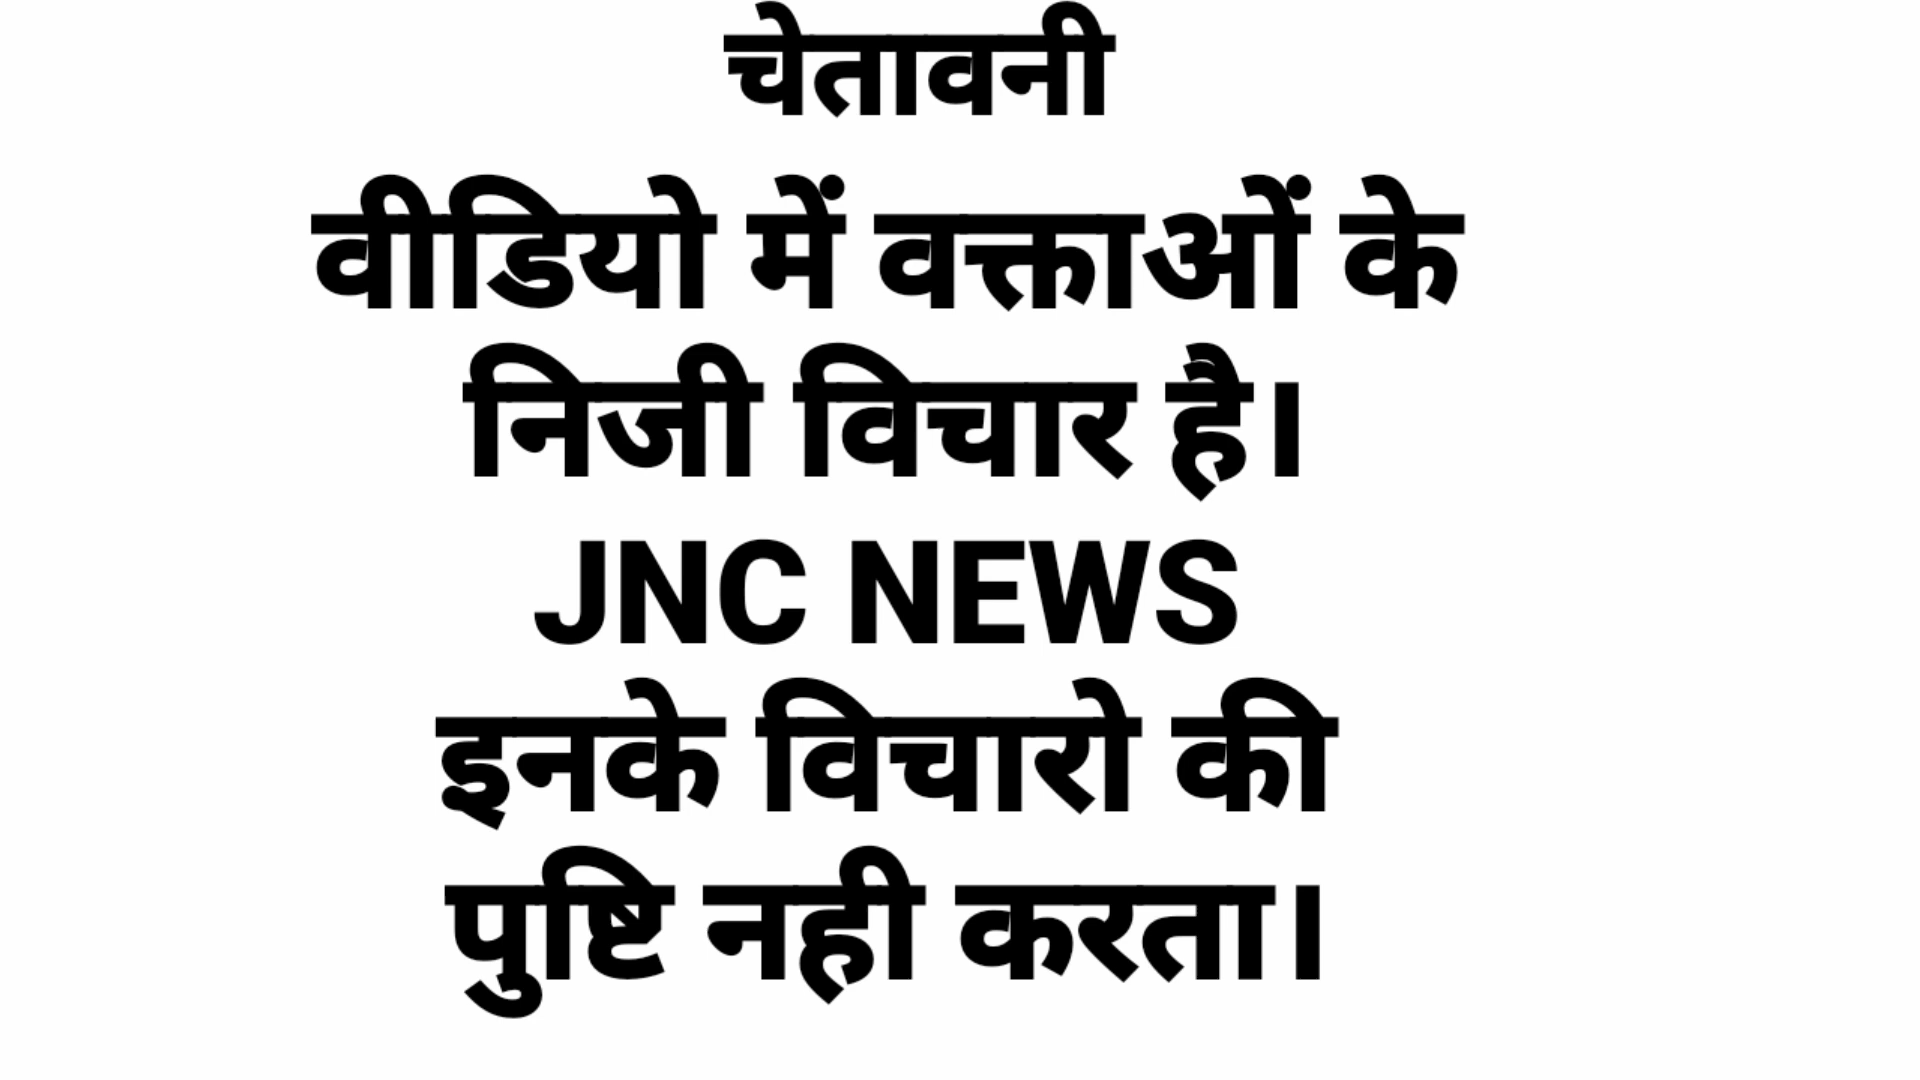 चेतावनी
वीडियो में वक्ताओं के
निजी विचार है।
JNC NEWS
इनके विचारो की
पुष्टि नही करता।